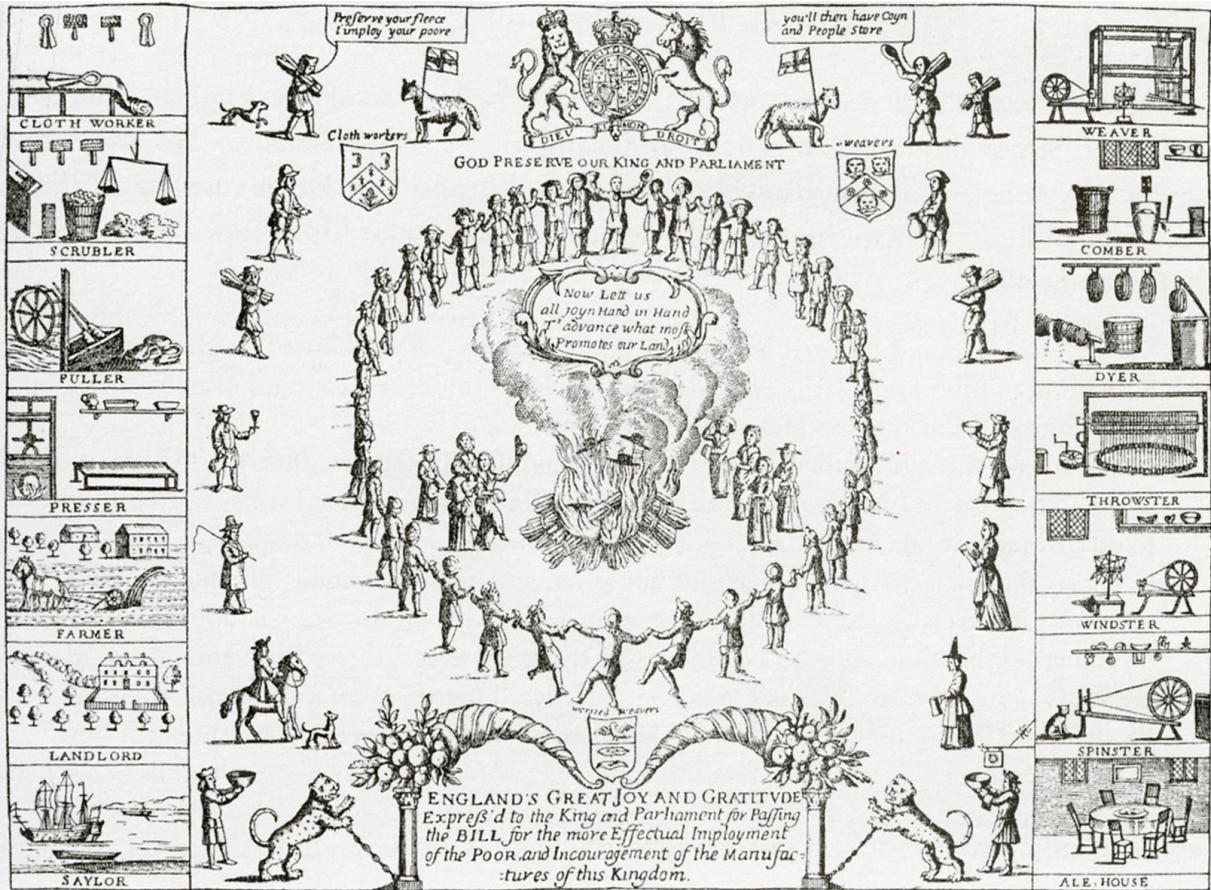 Preserve your fleece
t'imploy your poore
you'll then have Coyn
and People Store
DIEU ET MON DROIT
GOD PRESERVE OUR KING AND PARLIAMENT
Cloth workers
weavers
CLOTH WORKER
SCRUBLER
FULLER
PRESSER
FARMER
LANDLORD
SAYLOR
Now Lett us
all joyn Hand in Hand
T'advance what most
Promotes our Land
WEAVER
COMBER
DYER
THROWSTER
WINDSTER
SPINSTER
ALE, HOUSE
worsted weavers
ENGLAND'S GREAT JOY AND GRATITVDE
Expreß'd to the King and Parliament for Paßing
the BILL for the more Effectual Imployment
of the POOR, and Incouragement of the Manufac-
-tures of this Kingdom.